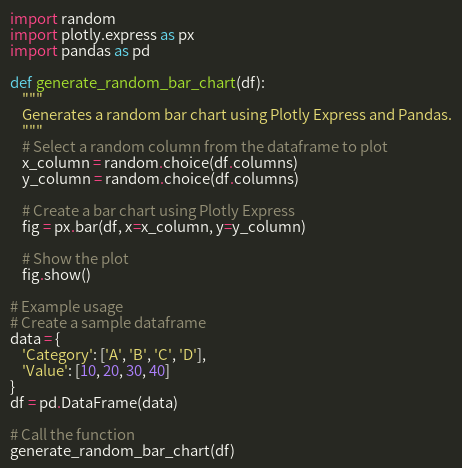 import random
import plotly.express as px
import pandas as pd

def generate_random_bar_chart(df):
    """
    Generates a random bar chart using Plotly Express and Pandas.
    """
    # Select a random column from the dataframe to plot
    x_column = random.choice(df.columns)
    y_column = random.choice(df.columns)

    # Create a bar chart using Plotly Express
    fig = px.bar(df, x=x_column, y=y_column)

    # Show the plot
    fig.show()

# Example usage
# Create a sample dataframe
data = {
    'Category': ['A', 'B', 'C', 'D'],
    'Value': [10, 20, 30, 40]
}
df = pd.DataFrame(data)

# Call the function
generate_random_bar_chart(df)